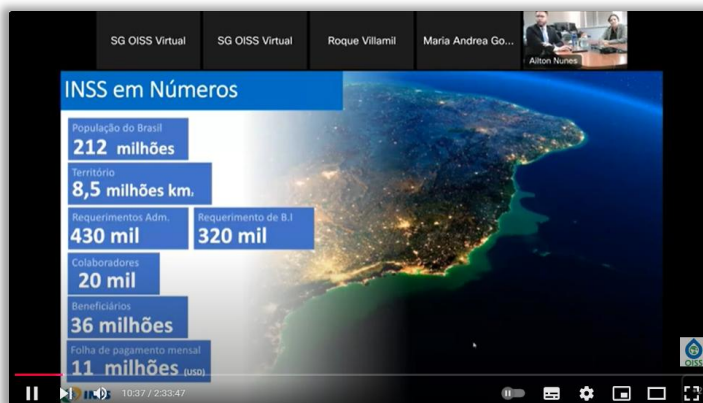 SG OISS Virtual
SG OISS Virtual
Roque Villamil
Maria Andrea Go...
Ailton Nunes
INSS em Números
População do Brasil
212 milhões
Território
8,5 milhões km²
Requerimentos Adm.
430 mil
Requerimento de B.I
320 mil
Colaboradores
20 mil
Beneficiários
36 milhões
Folha de pagamento mensal
11 milhões (USD)
OISS
10:37 / 2:33:47